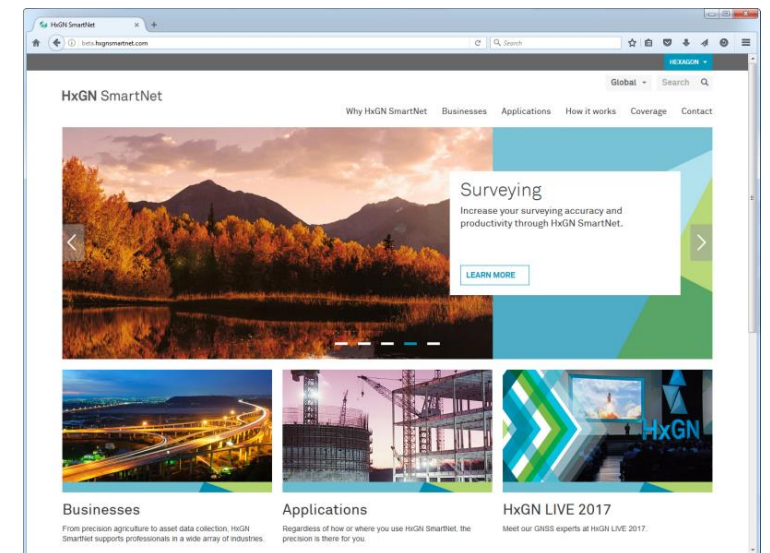 HxGN SmartNet
beta.hxgnsmartnet.com
Search
HEXAGON
Global
Search
HxGN SmartNet
Why HxGN SmartNet Businesses Applications How it works Coverage Contact
Surveying
Increase your surveying accuracy and
productivity through HxGN SmartNet.
LEARN MORE
HxGN
Businesses
From precision agriculture to asset data collection, HxGN
SmartNet supports professionals in a wide array of industries.
Applications
Regardless of how or where you use HxGN SmartNet, the
precision is there for you.
HxGN LIVE 2017
Meet our GNSS experts at HxGN LIVE 2017.